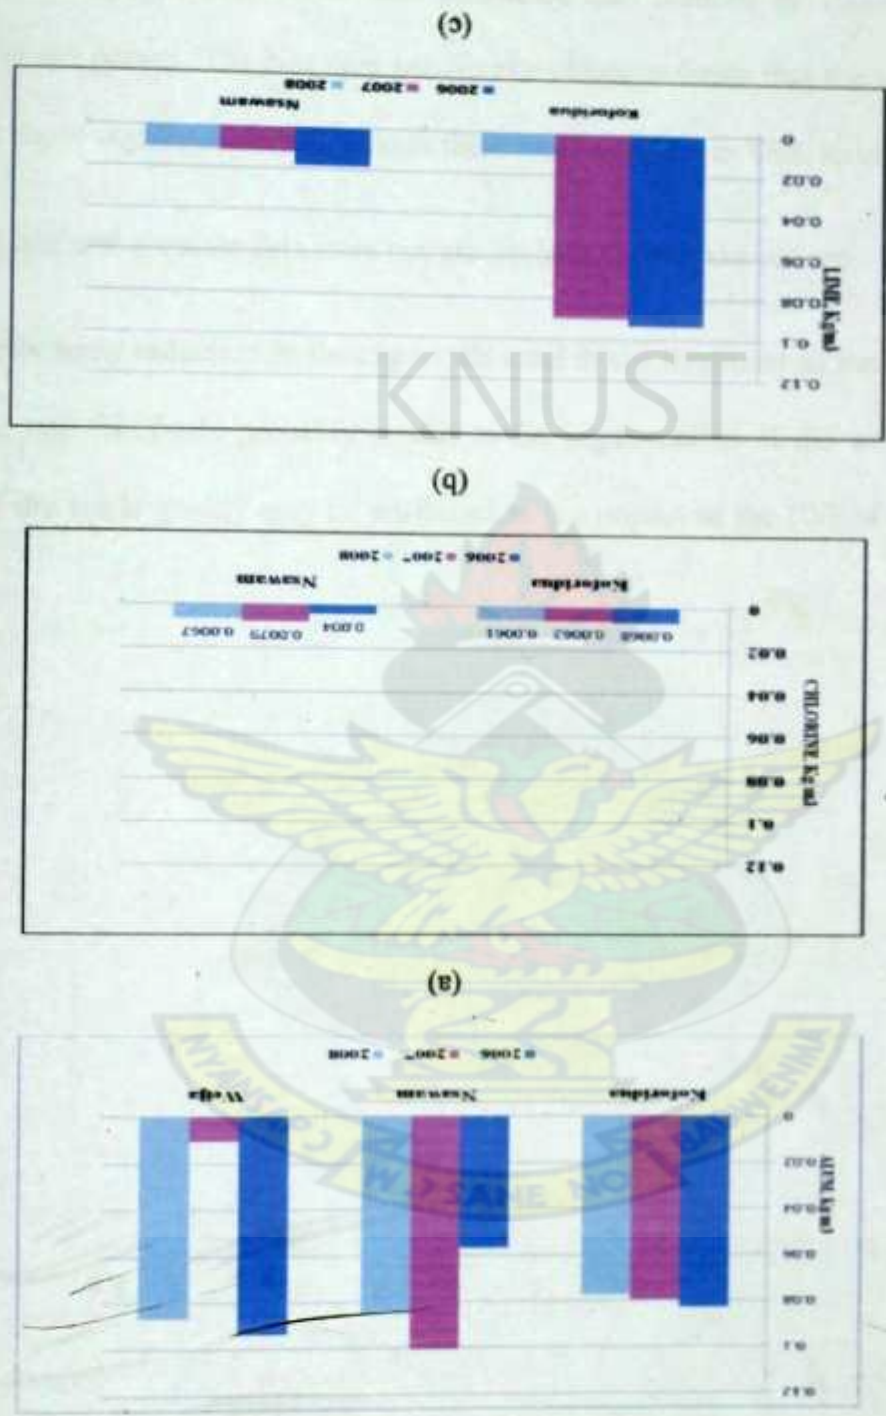 0.12
0.1
0.08
0.06
0.04
0.02
0
ALUM, kg/m3
Koforidua Nsawam Weija
2006 2007 2008
(a)
0.12
0.1
0.08
0.06
0.04
0.02
0
CHLORINE, Kg/m3
0.0068 0.0062 0.0061 0.004 0.0075 0.0067
Koforidua Nsawam
2006 2007 2008
(b)
0.12
0.1
0.08
0.06
0.04
0.02
0
LIME, Kg/m3
Koforidua Nsawam
2006 2007 2008
(c)
KNUST
SANE NO
BADWENMA